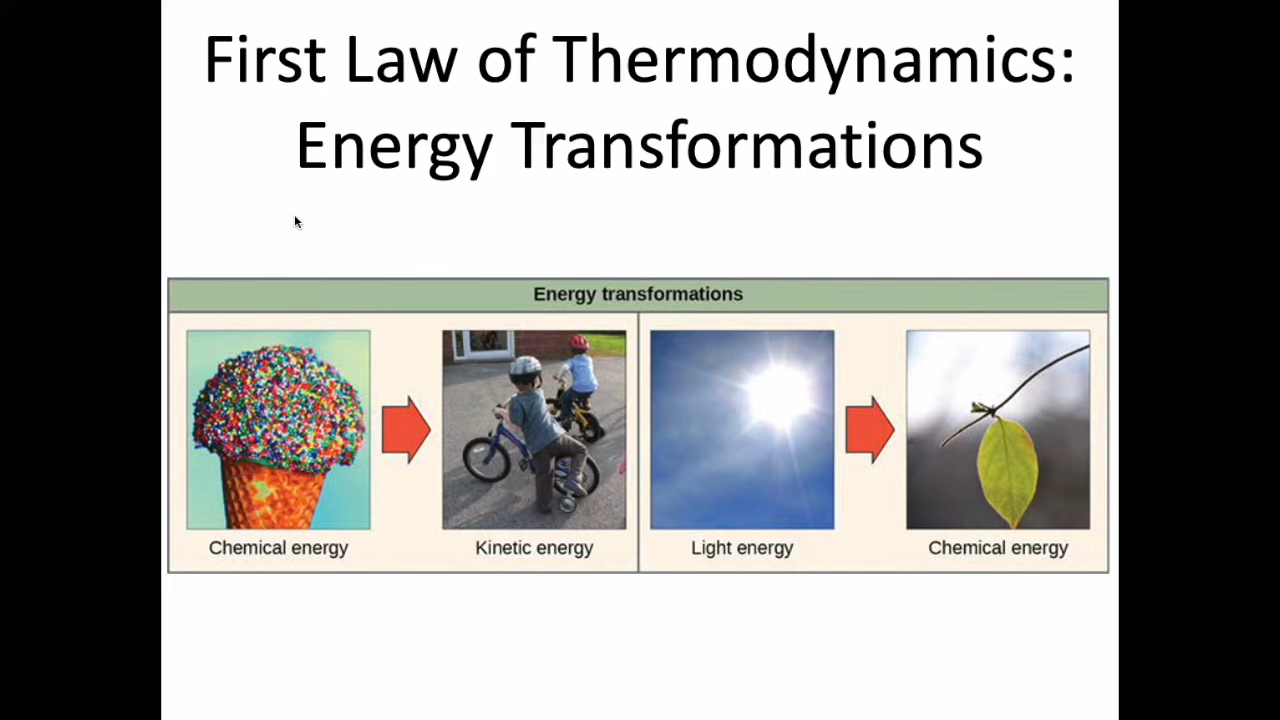 First Law of Thermodynamics:
Energy Transformations
Energy transformations
Chemical energy
Kinetic energy
Light energy
Chemical energy